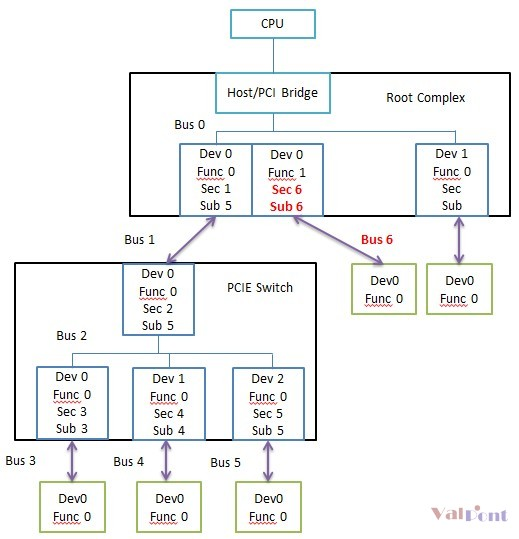 CPU
Host/PCI Bridge
Root Complex
Bus 0
Dev 0
Func 0
Sec 1
Sub 5
Dev 0
Func 1
Sec 6
Sub 6
Dev 1
Func 0
Sec
Sub
Bus 1
Bus 6
Dev 0
Func 0
Sec 2
Sub 5
PCIE Switch
Dev0
Func 0
Dev0
Func 0
Bus 2
Dev 0
Func 0
Sec 3
Sub 3
Dev 1
Func 0
Sec 4
Sub 4
Dev 2
Func 0
Sec 5
Sub 5
Bus 3
Bus 4
Bus 5
Dev0
Func 0
Dev0
Func 0
Dev0
Func 0
ValPont